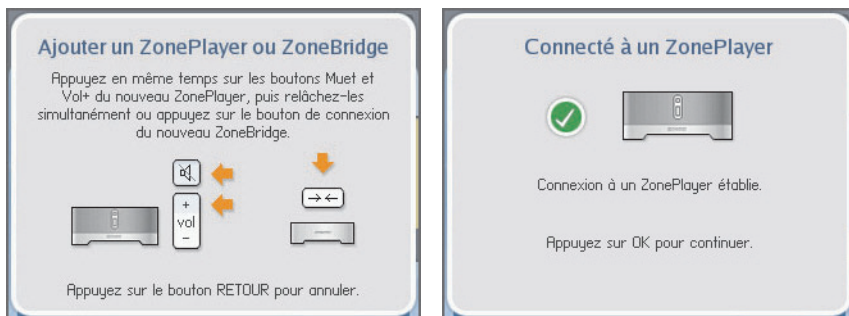 Ajouter un ZonePlayer ou ZoneBridge
Appuyez en même temps sur les boutons Muet et
Vol+ du nouveau ZonePlayer, puis relâchez-les
simultanément ou appuyez sur le bouton de connexion
du nouveau ZoneBridge.
+
vol
-
Appuyez sur le bouton RETOUR pour annuler.
Connecté à un ZonePlayer
Connexion à un ZonePlayer établie.
Appuyez sur OK pour continuer.